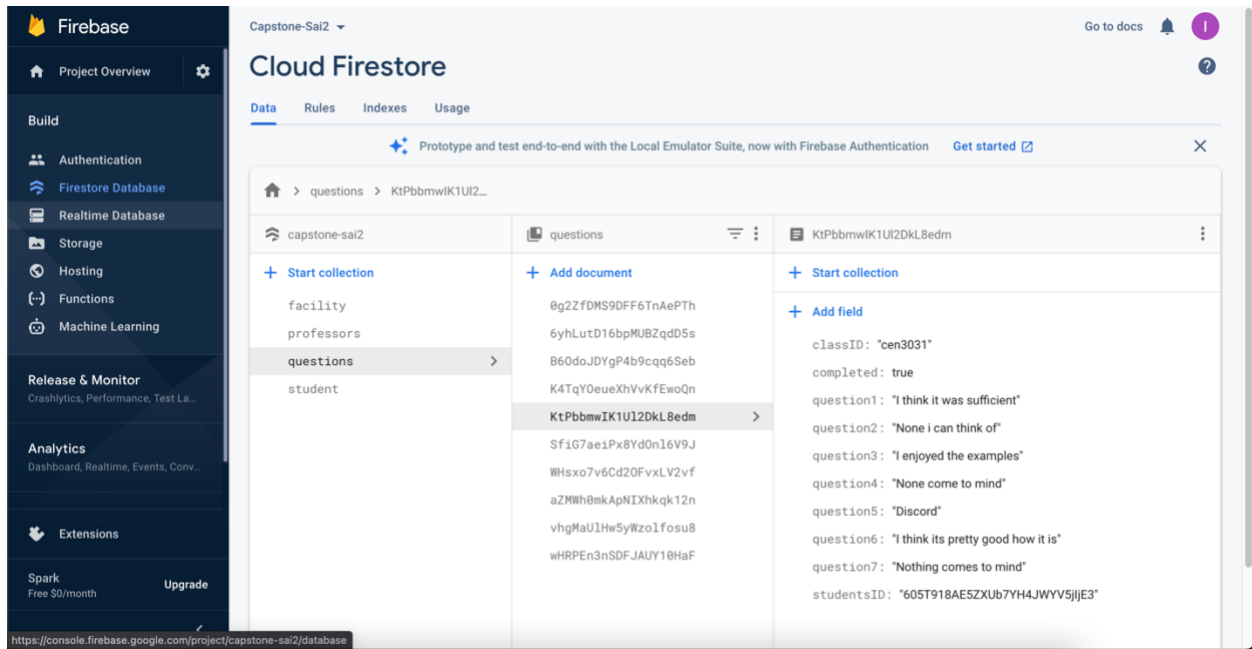 Firebase
Project Overview
Build
Authentication
Firestore Database
Realtime Database
Storage
Hosting
Functions
Machine Learning
Release & Monitor
Crashlytics, Performance, Test La...
Analytics
Dashboard, Realtime, Events, Conv...
Extensions
Spark
Free $0/month
Upgrade
https://console.firebase.google.com/project/capstone-sai2/database
Capstone-Sai2
Go to docs
I
Cloud Firestore
Data Rules Indexes Usage
Prototype and test end-to-end with the Local Emulator Suite, now with Firebase Authentication Get started
questions > KtPbbmwIK1Ul2...
capstone-sai2
+ Start collection
facility
professors
questions
student
questions
+ Add document
0g2ZfDMS9DFF6TnAePTh
6yhLutD16bpMUBZqdD5s
B6OdoJDYgP4b9cqq6Seb
K4TqYOeueXhVvKfEwoQn
KtPbbmwIK1Ul2DkL8edm
SfiG7aeiPx8YdOnl6V9J
WHsxo7v6Cd2OFvxLV2vf
aZMWh0mkApNIXhkqk12n
vhgMaUlHw5yWzolfosu8
wHRPEn3nSDFJAUY10HaF
KtPbbmwIK1Ul2DkL8edm
+ Start collection
+ Add field
classID: "cen3031"
completed: true
question1: "I think it was sufficient"
question2: "None i can think of"
question3: "I enjoyed the examples"
question4: "None come to mind"
question5: "Discord"
question6: "I think its pretty good how it is"
question7: "Nothing comes to mind"
studentsID: "605T918AE5ZXUb7YH4JWYV5jIjE3"